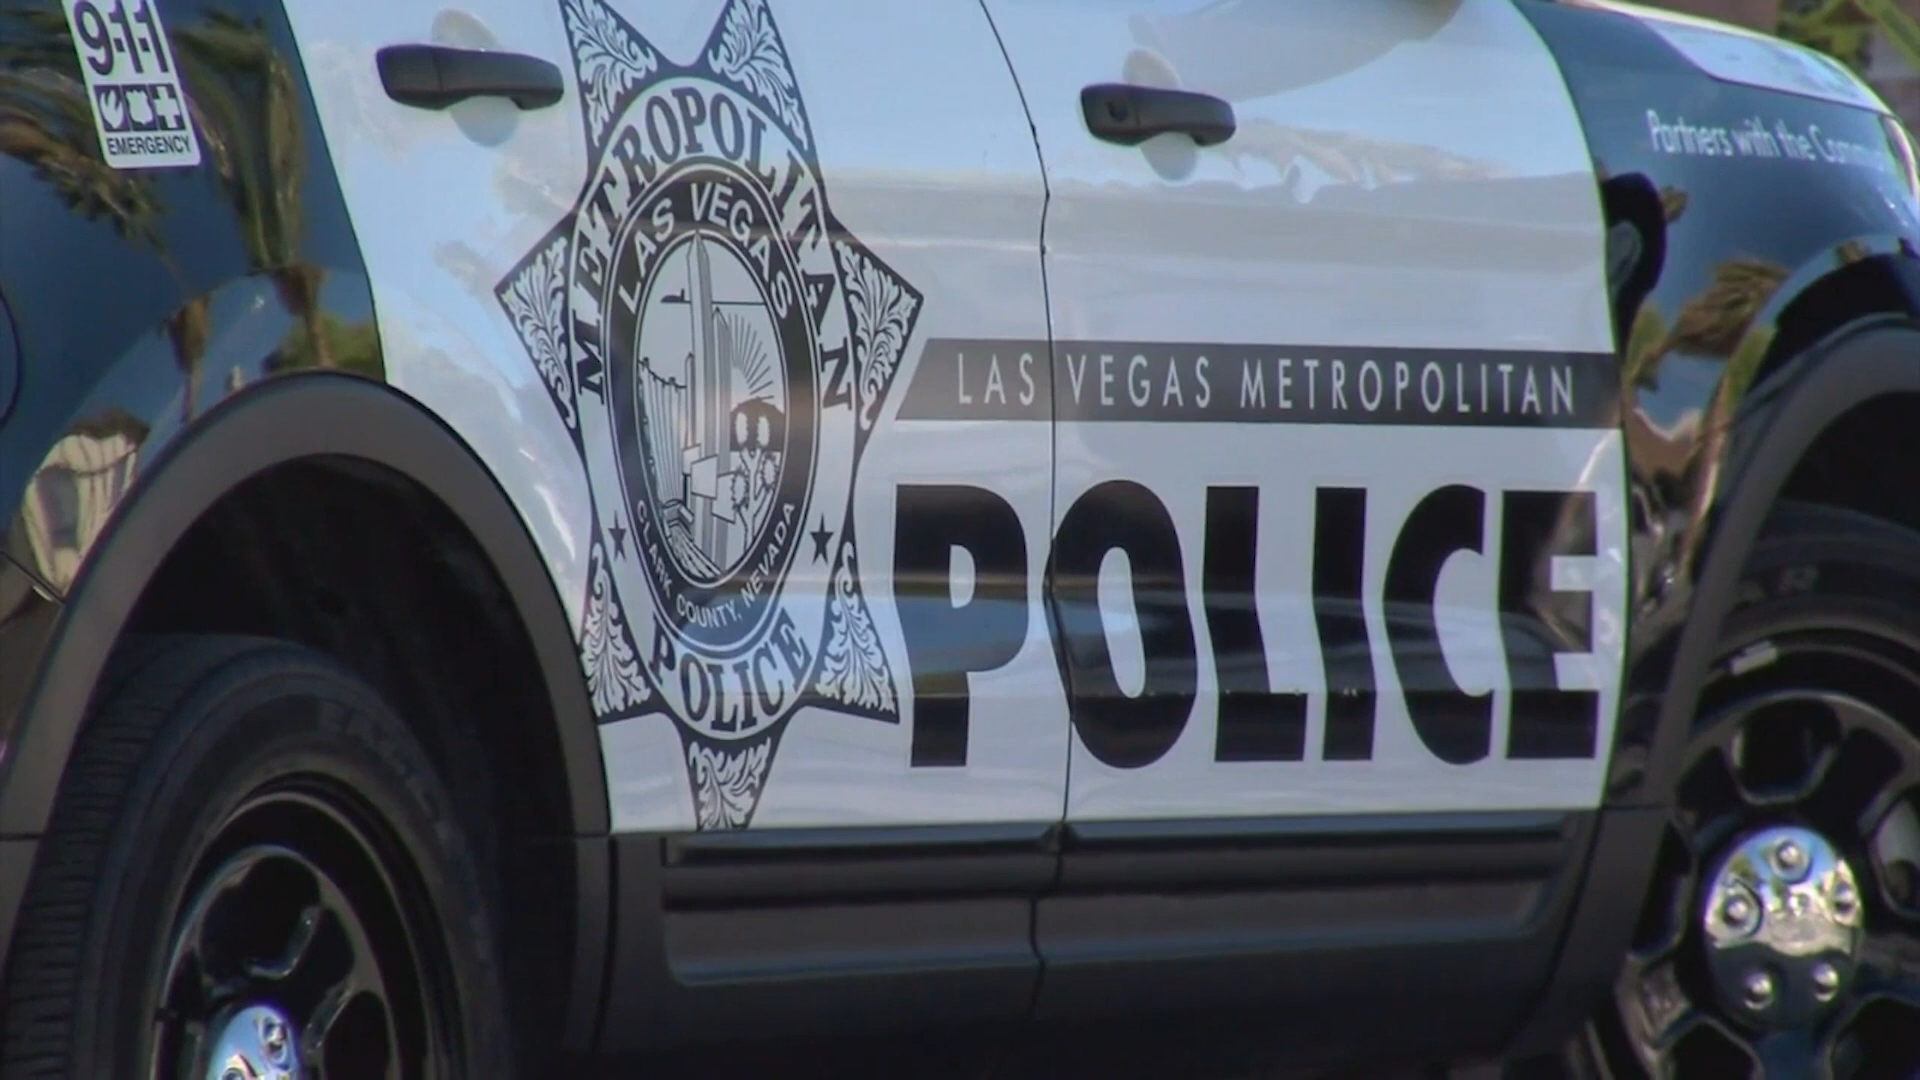 9-1-1
EMERGENCY
METROPOLITAN
LAS VEGAS
CLARK COUNTY, NEVADA
POLICE
LAS VEGAS METROPOLITAN
POLICE
Partners with the